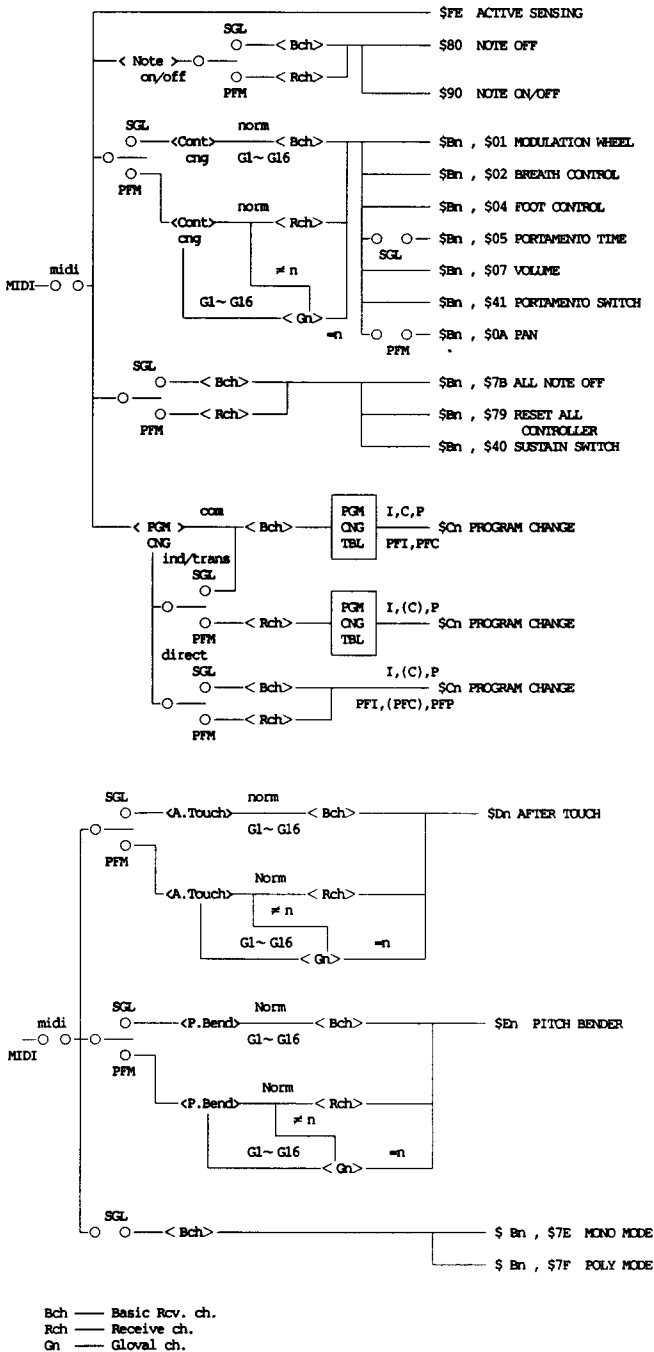 $FE ACTIVE SENSING
SGL
< Bch>
$80 NOTE OFF
< Note >
on/off
< Rch>
PFM
$90 NOTE ON/OFF
SGL
<Cont>
cng
norm
G1~ G16
< Bch>
$Bn , $01 MODULATION WHEEL
PFM
$Bn , $02 BREATH CONTROL
norm
$Bn , $04 FOOT CONTROL
<Cont>
cng
< Rch>
SGL
$Bn , $05 PORTAMENTO TIME
≠ n
$Bn , $07 VOLUME
midi
MIDI
G1~ G16
< Gn>
=n
$Bn , $41 PORTAMENTO SWITCH
PFM
$Bn , $0A PAN
SGL
< Bch>
$Bn , $7B ALL NOTE OFF
< Rch>
PFM
$Bn , $79 RESET ALL
CONTROLLER
$Bn , $40 SUSTAIN SWITCH
com
< PGM >
CNG
< Bch>
PGM
CNG
TBL
I,C,P
PFI,PFC
$Cn PROGRAM CHANGE
ind/trans
SGL
PFM
< Rch>
PGM
CNG
TBL
I,(C),P
$Cn PROGRAM CHANGE
direct
SGL
< Bch>
I,(C),P
$Cn PROGRAM CHANGE
PFI,(PFC),PFP
PFM
< Rch>
SGL
<A.Touch>
norm
G1~ G16
< Bch>
$Dn AFTER TOUCH
PFM
Norm
<A.Touch>
< Rch>
≠ n
G1~ G16
=n
< Gn>
SGL
<P.Bend>
Norm
G1~ G16
< Bch>
$En PITCH BENDER
midi
MIDI
PFM
Norm
<P.Bend>
< Rch>
≠ n
G1~ G16
=n
< Gn>
SGL
< Bch>
$ Bn , $7E MONO MODE
$ Bn , $7F POLY MODE
Bch — Basic Rcv. ch.
Rch — Receive ch.
Gn — Gloval ch.